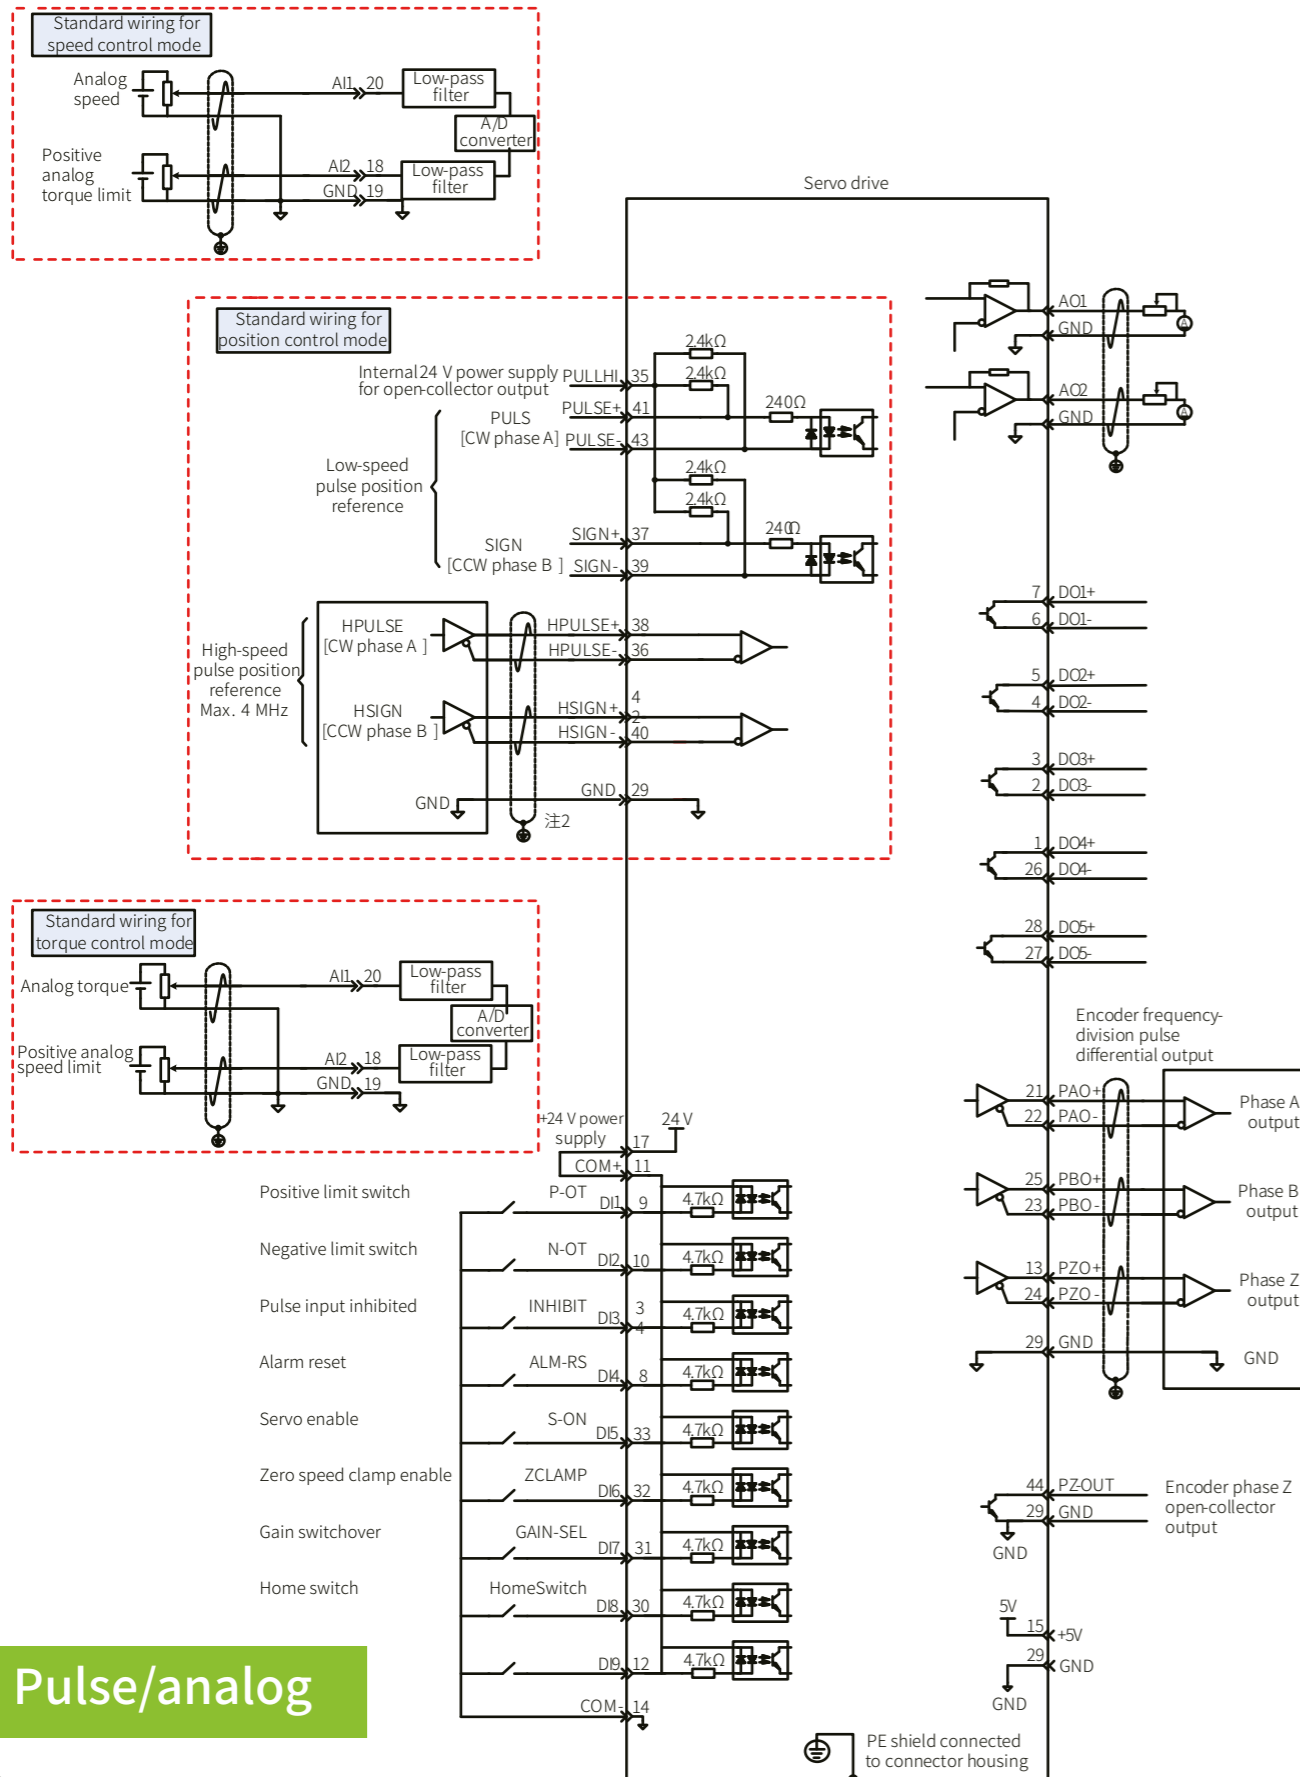 Standard wiring for
speed control mode
Analog
speed
AI1 20
Low-pass
filter
A/D
converter
Positive
analog
torque limit
AI2 18
GND 19
Low-pass
filter
Servo drive
Standard wiring for
position control mode
Internal 24 V power supply
for open-collector output
PULLHI 35
2.4kΩ
2.4kΩ
PULSE+ 41
240Ω
PULS
[CW phase A]
PULSE- 43
Low-speed
pulse position
reference
2.4kΩ
2.4kΩ
SIGN+ 37
240Ω
SIGN
[CCW phase B ]
SIGN- 39
High-speed
pulse position
reference
Max. 4 MHz
HPULSE
[CW phase A ]
HPULSE+ 38
HPULSE- 36
HSIGN
[CCW phase B ]
HSIGN+ 4
2
HSIGN- 40
GND
GND 29
注2
AO1
GND
A
AO2
GND
A
7 DO1+
6 DO1-
5 DO2+
4 DO2-
3 DO3+
2 DO3-
1 DO4+
26 DO4-
28 DO5+
27 DO5-
Standard wiring for
torque control mode
Analog torque
AI1 20
Low-pass
filter
A/D
converter
Positive analog
speed limit
AI2 18
GND 19
Low-pass
filter
Encoder frequency-
division pulse
differential output
21 PAO+
22 PAO-
Phase A
output
25 PBO+
23 PBO-
Phase B
output
13 PZO+
24 PZO-
Phase Z
output
29 GND
GND
+24 V power
supply
17
24 V
COM+ 11
Positive limit switch
P-OT
DI1 9
4.7kΩ
Negative limit switch
N-OT
DI2 10
4.7kΩ
Pulse input inhibited
INHIBIT
DI3 3
4
4.7kΩ
Alarm reset
ALM-RS
DI4 8
4.7kΩ
Servo enable
S-ON
DI5 33
4.7kΩ
Zero speed clamp enable
ZCLAMP
DI6 32
4.7kΩ
Gain switchover
GAIN-SEL
DI7 31
4.7kΩ
Home switch
HomeSwitch
DI8 30
4.7kΩ
DI9 12
4.7kΩ
COM- 14
44 PZ-OUT
29 GND
GND
Encoder phase Z
open-collector
output
5V
15 +5V
29 GND
GND
Pulse/analog
PE shield connected
to connector housing